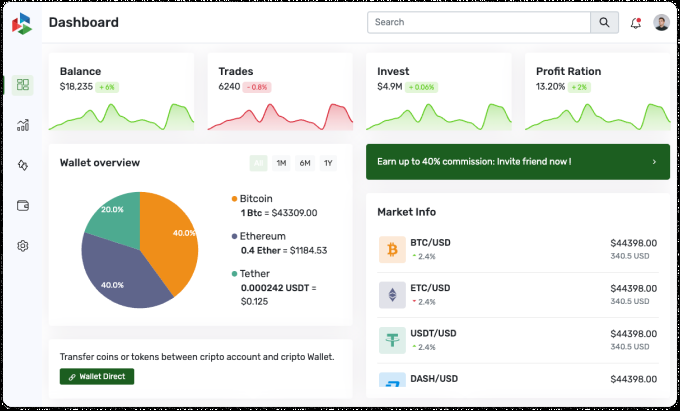 Dashboard
Search
Balance
$18.235 + 6%
Trades
6240 - 0.8%
Invest
$4.9M + 0.06%
Profit Ration
13.20% + 2%
Wallet overview
All 1M 6M 1Y
20.0%
40.0%
40.0%
Bitcoin
1 Btc = $43309.00
Ethereum
0.4 Ether = $1184.53
Tether
0.000242 USDT =
$0.125
Transfer coins or tokens between cripto account and cripto Wallet.
Wallet Direct
Earn up to 40% commission: Invite friend now !
Market Info
BTC/USD $44398.00
2.4% 340.5 USD
ETC/USD $44398.00
2.4% 340.5 USD
USDT/USD $44398.00
2.4% 340.5 USD
DASH/USD $44398.00